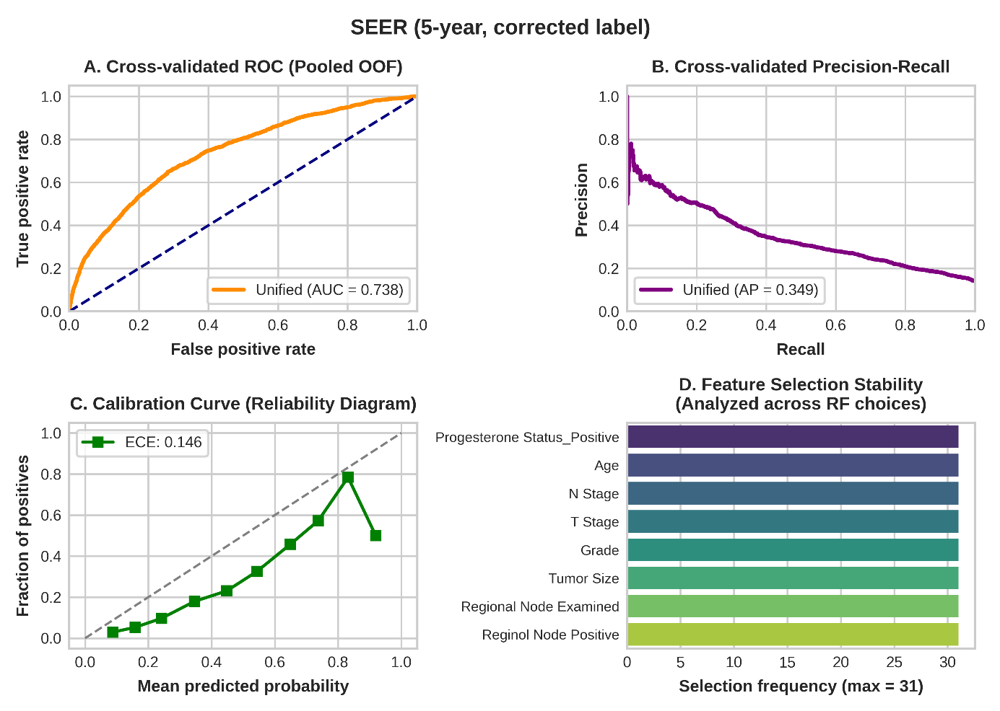 SEER (5-year, corrected label)
A. Cross-validated ROC (Pooled OOF)
True positive rate
1.0
0.8
0.6
0.4
0.2
0.0
Unified (AUC = 0.738)
0.0 0.2 0.4 0.6 0.8 1.0
False positive rate
B. Cross-validated Precision-Recall
Precision
1.0
0.8
0.6
0.4
0.2
0.0
Unified (AP = 0.349)
0.0 0.2 0.4 0.6 0.8 1.0
Recall
C. Calibration Curve (Reliability Diagram)
Fraction of positives
1.0
0.8
0.6
0.4
0.2
0.0
ECE: 0.146
0.0 0.2 0.4 0.6 0.8 1.0
Mean predicted probability
D. Feature Selection Stability
(Analyzed across RF choices)
Progesterone Status_Positive
Age
N Stage
T Stage
Grade
Tumor Size
Regional Node Examined
Reginol Node Positive
0 5 10 15 20 25 30
Selection frequency (max = 31)